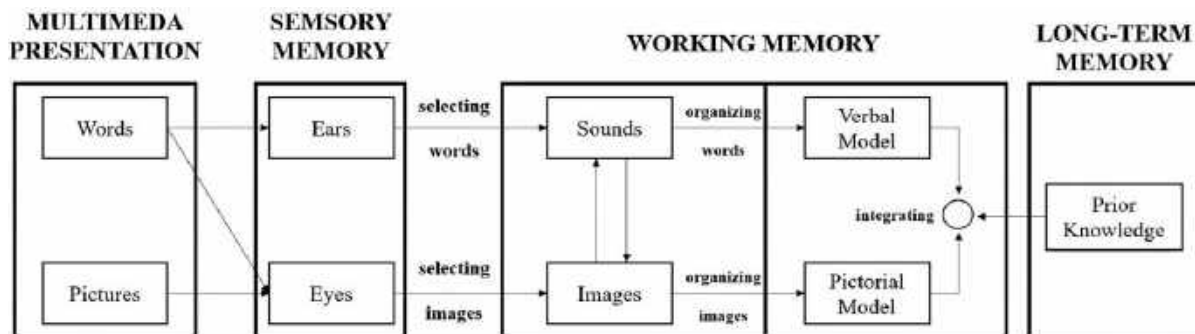 MULTIMEDA
PRESENTATION
SEMSORY
MEMORY
WORKING MEMORY
LONG-TERM
MEMORY
Words
Ears
selecting
words
Sounds
organizing
words
Verbal
Model
integrating
Prior
Knowledge
Pictures
Eyes
selecting
images
Images
organizing
images
Pictorial
Model